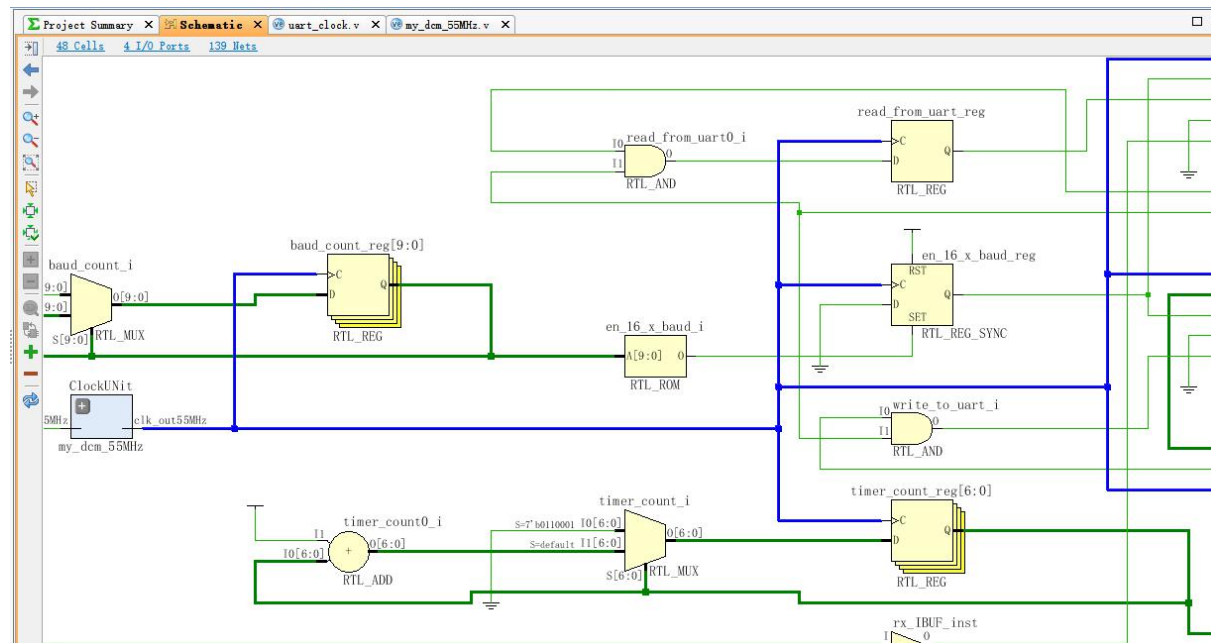 Project Summary
Schematic
uart_clock.v
my_dcm_55MHz.v
48 Cells
4 I/O Ports
139 Nets
read_from_uart_reg
read_from_uart0_i
I0
I1
O
RTL_AND
C
D
Q
RTL_REG
baud_count_reg[9:0]
baud_count_i
9:0]
9:0]
O[9:0]
S[9:0]
RTL_MUX
C
D
Q
RTL_REG
en_16_x_baud_reg
RST
C
D
Q
SET
RTL_REG_SYNC
en_16_x_baud_i
A[9:0]
O
RTL_ROM
ClockUNit
5MHz
clk_out55MHz
my_dcm_55MHz
write_to_uart_i
I0
I1
O
RTL_AND
timer_count_reg[6:0]
C
D
Q
RTL_REG
timer_count_i
S=7'b0110001 I0[6:0]
S=default I1[6:0]
O[6:0]
S[6:0]
RTL_MUX
timer_count0_i
I1
I0[6:0]
+
O[6:0]
RTL_ADD
rx_IBUF_inst
I
O